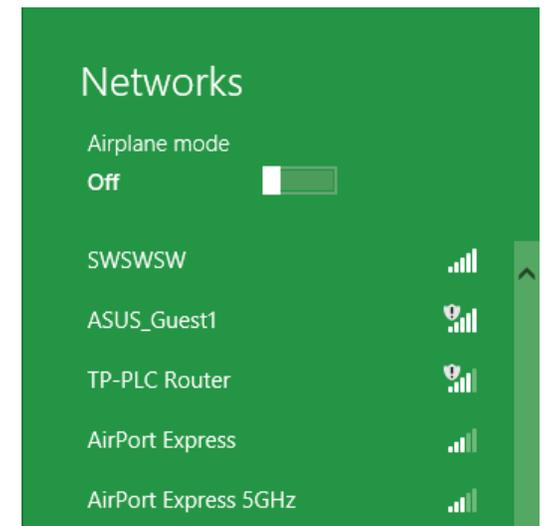 Networks
Airplane mode
Off
SWSWSW
ASUS_Guest1
TP-PLC Router
AirPort Express
AirPort Express 5GHz